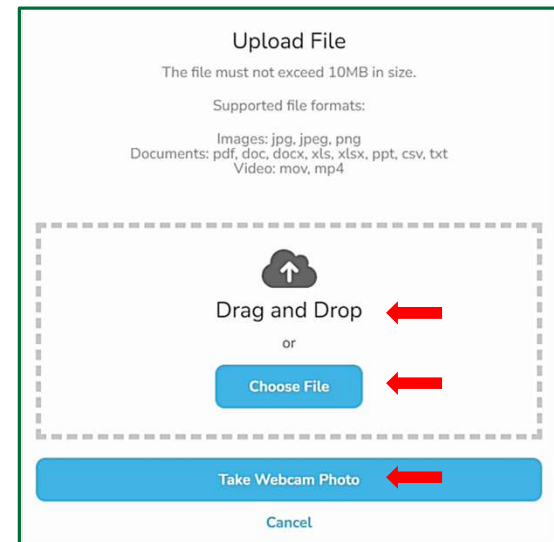 Upload File
The file must not exceed 10MB in size.
Supported file formats:
Images: jpg, jpeg, png
Documents: pdf, doc, docx, xls, xlsx, ppt, csv, txt
Video: mov, mp4
Drag and Drop
or
Choose File
Take Webcam Photo
Cancel